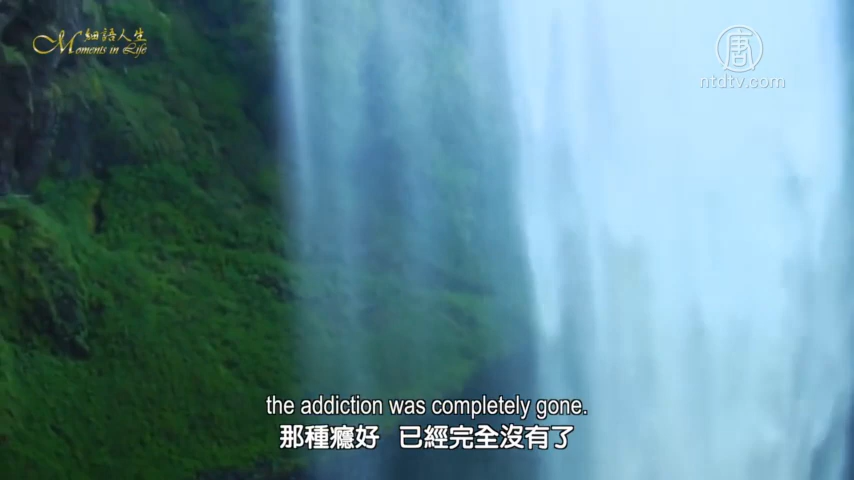 細語人生
Moments in Life
唐
ntdtv.com
the addiction was completely gone.
那種癮好 已經完全沒有了